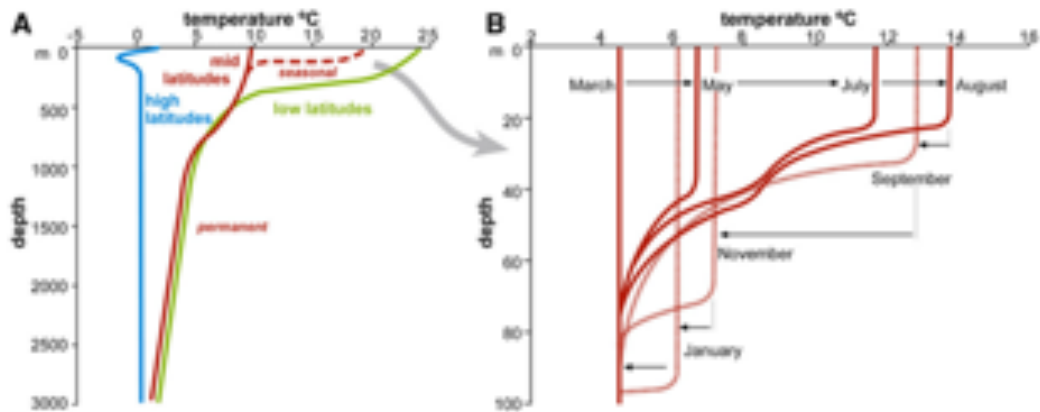 A
temperature ºC
-5 0 5 10 15 20 25
m 0
500
1000
1500
2000
2500
3000
depth
mid
latitudes
seasonal
high
latitudes
low latitudes
permanent
B
temperature ºC
2 4 6 8 10 12 14 16
m 0
20
40
60
80
100
depth
March
May
July
August
September
November
January